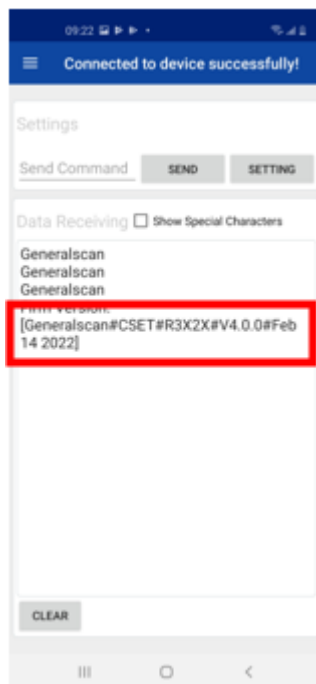 09:22
Connected to device successfully!
Settings
Send Command SEND SETTING
Data Receiving Show Special Characters
Generalscan
Generalscan
Generalscan
Firm Version:
[Generalscan#CSET#R3X2X#V4.0.0#Feb
14 2022]
CLEAR